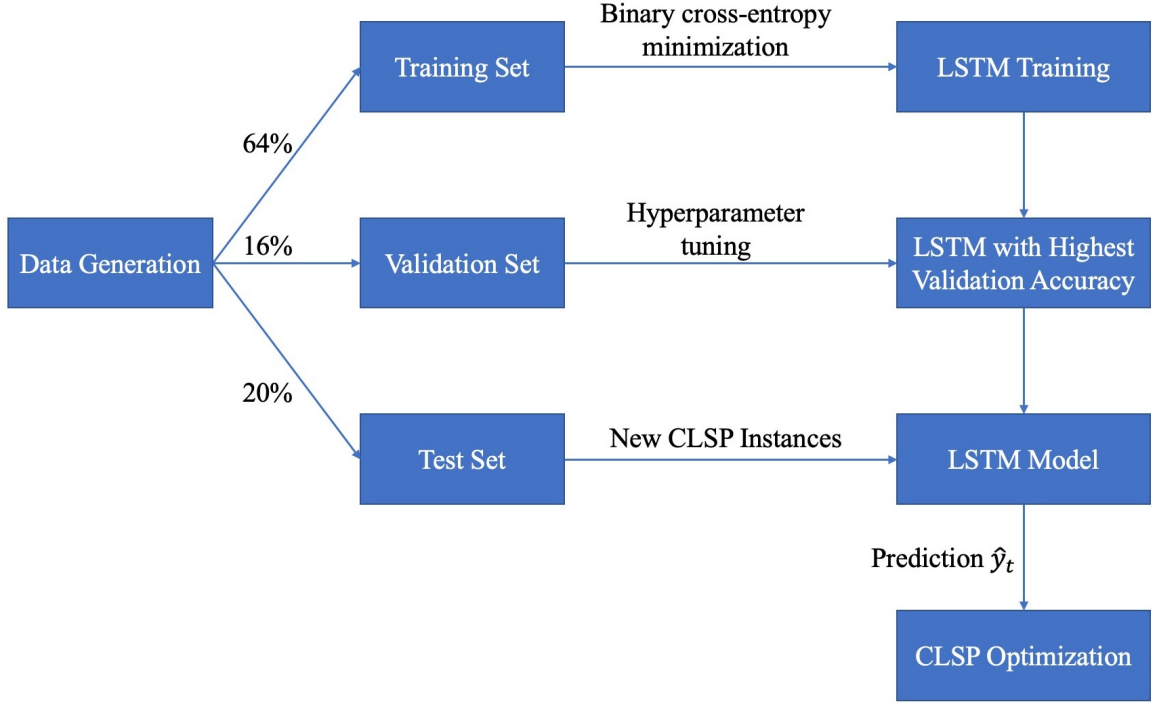 Binary cross-entropy
minimization
Training Set
LSTM Training
64%
Hyperparameter
tuning
Data Generation
16%
Validation Set
LSTM with Highest
Validation Accuracy
20%
New CLSP Instances
Test Set
LSTM Model
Prediction ŷₜ
CLSP Optimization